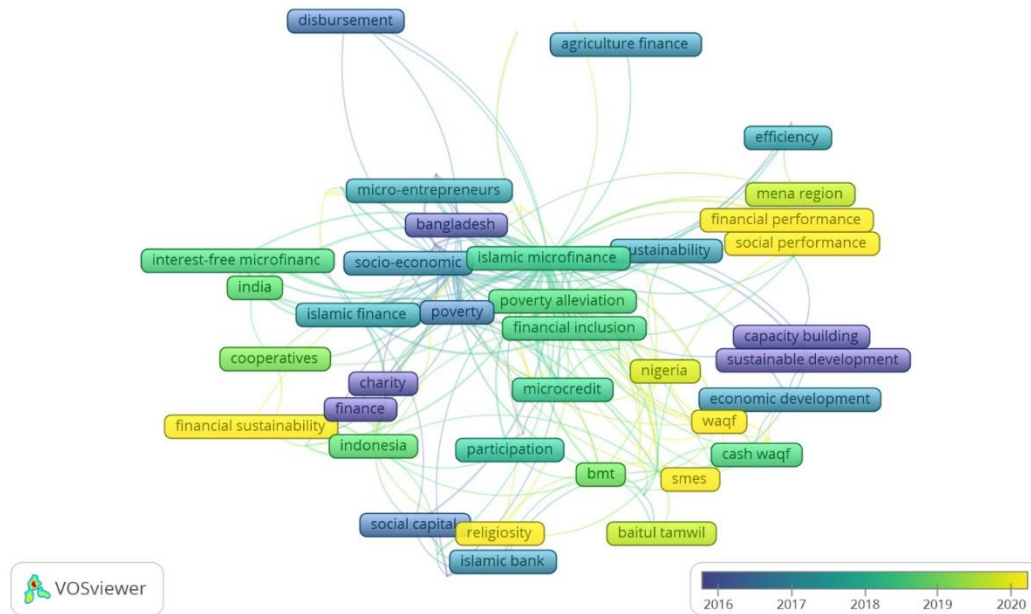 disbursement
agriculture finance
efficiency
micro-entrepreneurs
mena region
bangladesh
financial performance
social performance
interest-free microfinanc
socio-economic
islamic microfinance
sustainability
india
islamic finance
poverty
poverty alleviation
financial inclusion
capacity building
sustainable development
cooperatives
nigeria
charity
microcredit
economic development
finance
financial sustainability
waqf
indonesia
participation
cash waqf
bmt
smes
social capital
religiosity
baitul tamwil
islamic bank
VOSviewer
2016 2017 2018 2019 2020